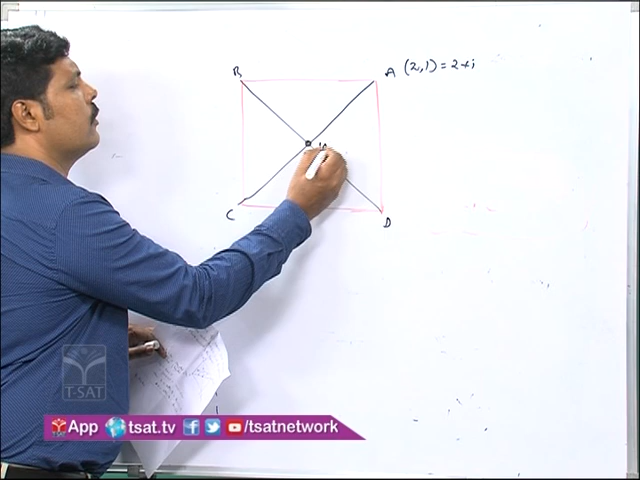 B
A (2,1) = 2+i
C
D
T-SAT
App tsat.tv /tsatnetwork